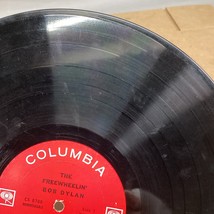 COLUMBIA
THE
FREEWHEELIN'
BOB DYLAN